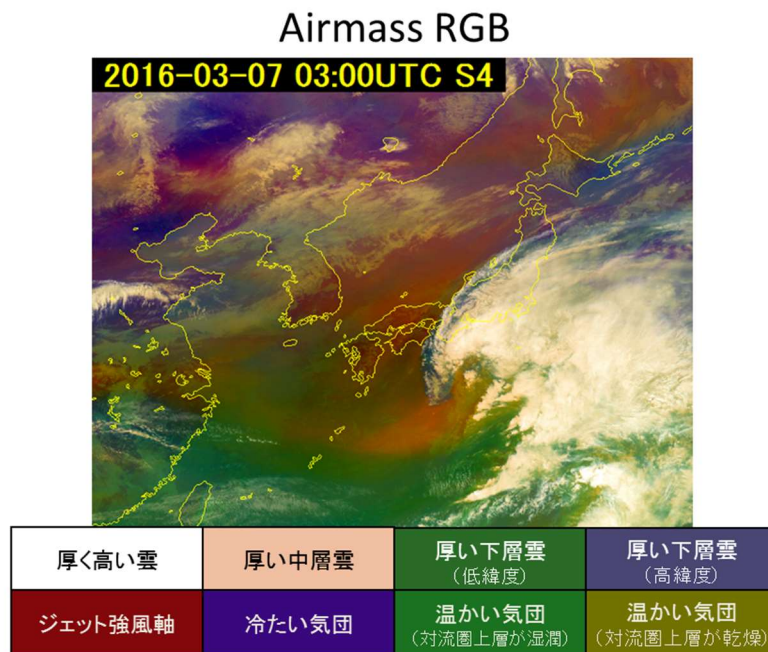 Airmass RGB
2016-03-07 03:00UTC S4
厚く高い雲
厚い中層雲
厚い下層雲
(低緯度)
厚い下層雲
(高緯度)
ジェット強風軸
冷たい気団
温かい気団
(対流圏上層が湿潤)
温かい気団
(対流圏上層が乾燥)